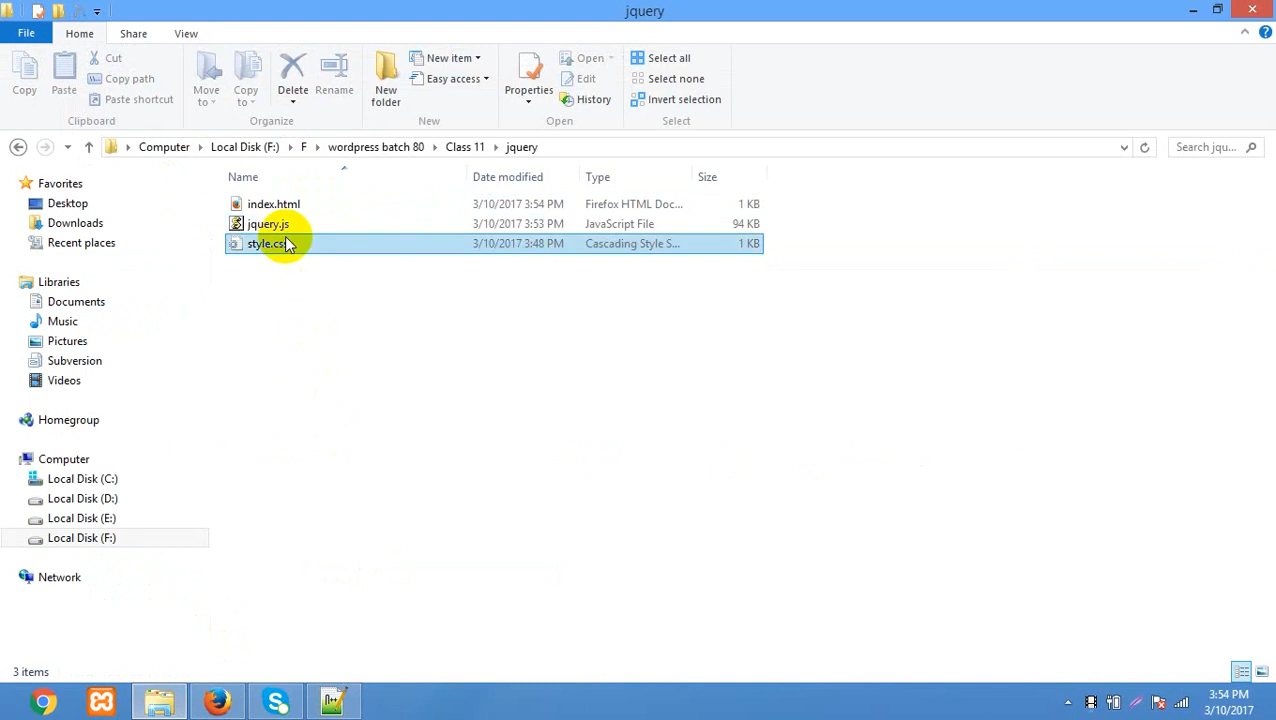 jquery
File Home Share View
Copy
Paste
Cut
Copy path
Paste shortcut
Clipboard
Move to
Copy to
Delete
Rename
Organize
New folder
New item
Easy access
New
Properties
Open
Edit
History
Open
Select all
Select none
Invert selection
Select
Computer Local Disk (F:) F wordpress batch 80 Class 11 jquery
Search jqu...
Name Date modified Type Size
index.html 3/10/2017 3:54 PM Firefox HTML Doc... 1 KB
jquery.js 3/10/2017 3:53 PM JavaScript File 94 KB
style.css 3/10/2017 3:48 PM Cascading Style S... 1 KB
Favorites
Desktop
Downloads
Recent places
Libraries
Documents
Music
Pictures
Subversion
Videos
Homegroup
Computer
Local Disk (C:)
Local Disk (D:)
Local Disk (E:)
Local Disk (F:)
Network
3 items
3:54 PM
3/10/2017